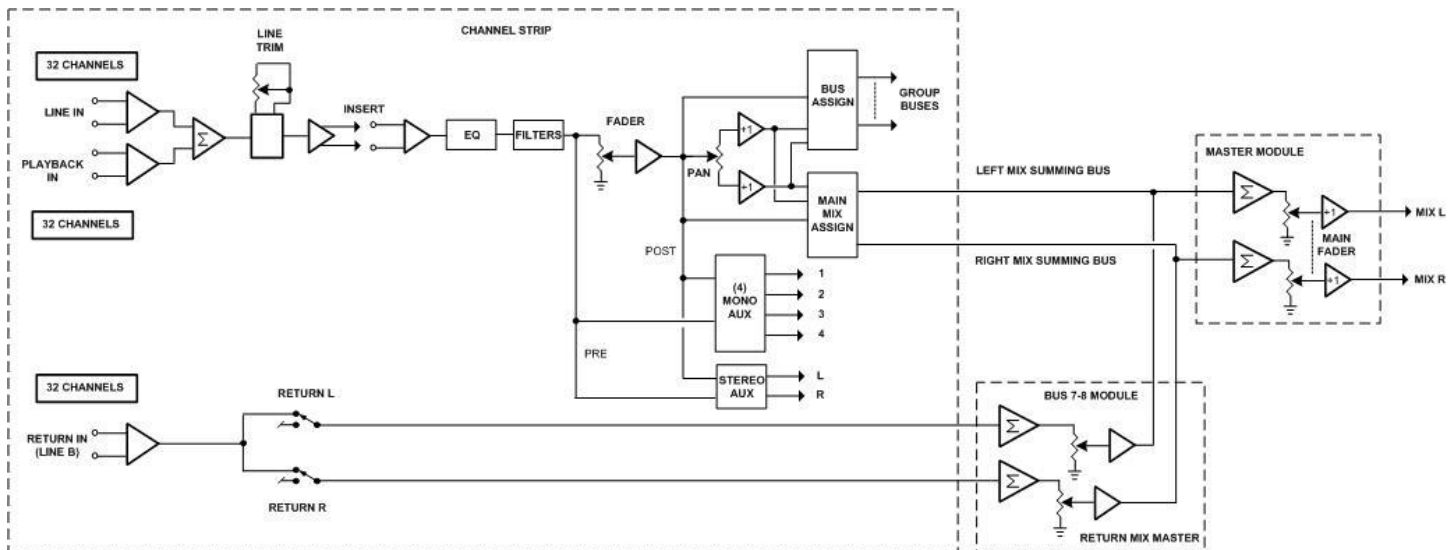 CHANNEL STRIP
LINE
TRIM
32 CHANNELS
LINE IN
Σ
INSERT
EQ
FILTERS
FADER
PAN
+1
+1
BUS
ASSIGN
GROUP
BUSES
PLAYBACK
IN
32 CHANNELS
MAIN
MIX
ASSIGN
LEFT MIX SUMMING BUS
RIGHT MIX SUMMING BUS
MASTER MODULE
Σ
+1
MIX L
MAIN
FADER
Σ
+1
MIX R
POST
PRE
(4)
MONO
AUX
1
2
3
4
STEREO
AUX
L
R
32 CHANNELS
RETURN IN
(LINE B)
RETURN L
RETURN R
BUS 7-8 MODULE
Σ
Σ
RETURN MIX MASTER